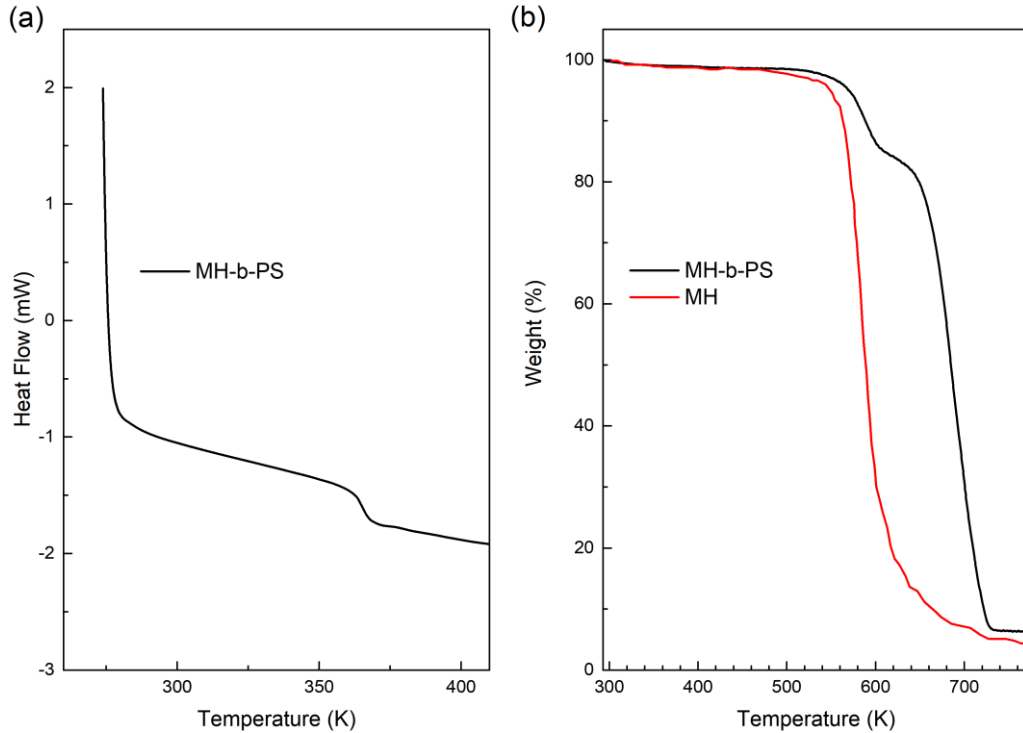 (a)
2
1
0
-1
-2
-3
Heat Flow (mW)
MH-b-PS
300
350
400
Temperature (K)
(b)
100
80
60
40
20
0
Weight (%)
MH-b-PS
MH
300
400
500
600
700
Temperature (K)